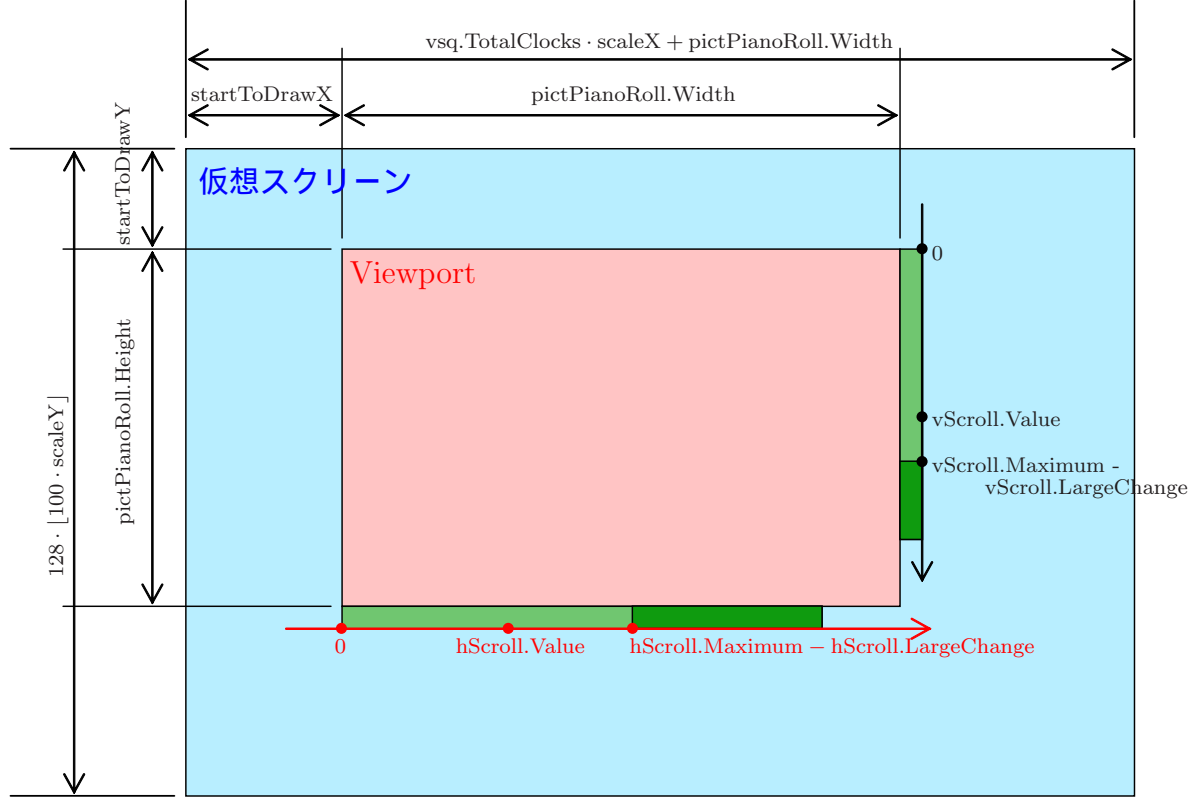 vsq.TotalClocks · scaleX + pictPianoRoll.Width
startToDrawX
pictPianoRoll.Width
startToDrawY
仮想スクリーン
0
Viewport
pictPianoRoll.Height
128 · ⌊100 · scaleY⌋
vScroll.Value
vScroll.Maximum -
vScroll.LargeChange
0
hScroll.Value
hScroll.Maximum − hScroll.LargeChange